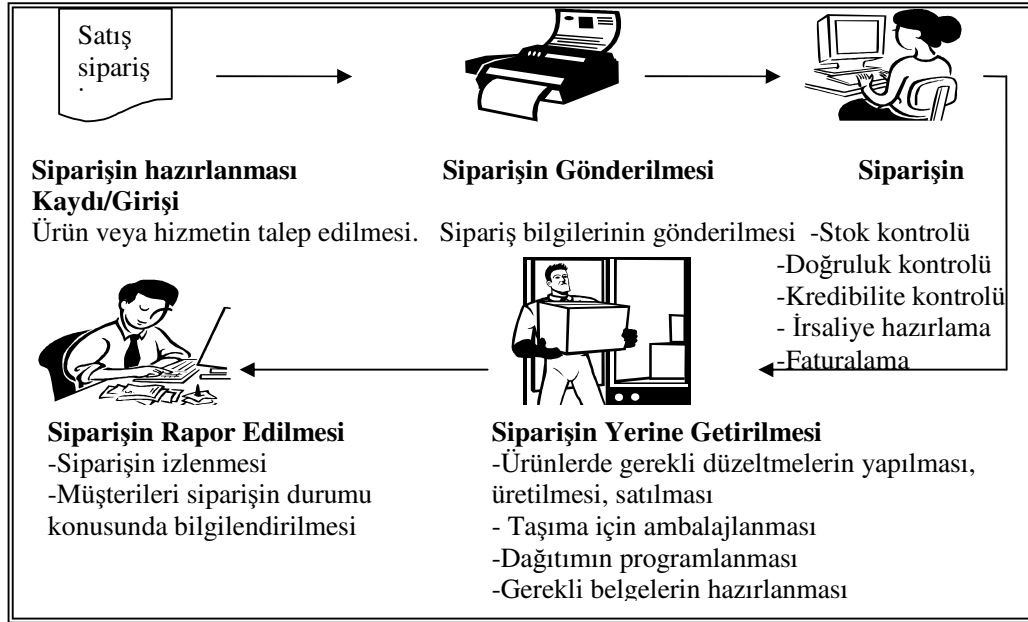 Satış
sipariş
Siparişin hazırlanması Siparişin Gönderilmesi Siparişin
Kaydı/Girişi
Ürün veya hizmetin talep edilmesi. Sipariş bilgilerinin gönderilmesi -Stok kontrolü
-Doğruluk kontrolü
-Kredibilite kontrolü
- İrsaliye hazırlama
-Faturalama
Siparişin Rapor Edilmesi
-Siparişin izlenmesi
-Müşterileri siparişin durumu
konusunda bilgilendirilmesi
Siparişin Yerine Getirilmesi
-Ürünlerde gerekli düzeltmelerin yapılması,
üretilmesi, satılması
- Taşıma için ambalajlanması
-Dağıtımın programlanması
-Gerekli belgelerin hazırlanması